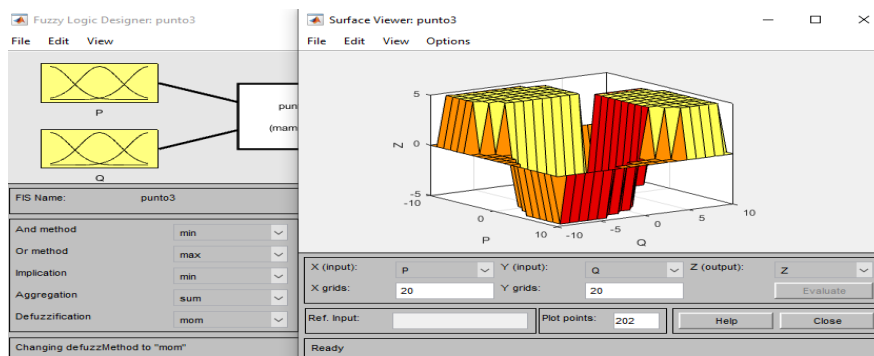 Fuzzy Logic Designer: punto3
File Edit View
P
Q
pun
(mam
FIS Name: punto3
And method min
Or method max
Implication min
Aggregation sum
Defuzzification mom
Changing defuzzMethod to "mom"
Surface Viewer: punto3
File Edit View Options
5
0
-5
Z
-10
0
10
P
-10
-5
0
5
10
Q
X (input): P Y (input): Q Z (output): Z
X grids: 20 Y grids: 20 Evaluate
Ref. Input: Plot points: 202 Help Close
Ready